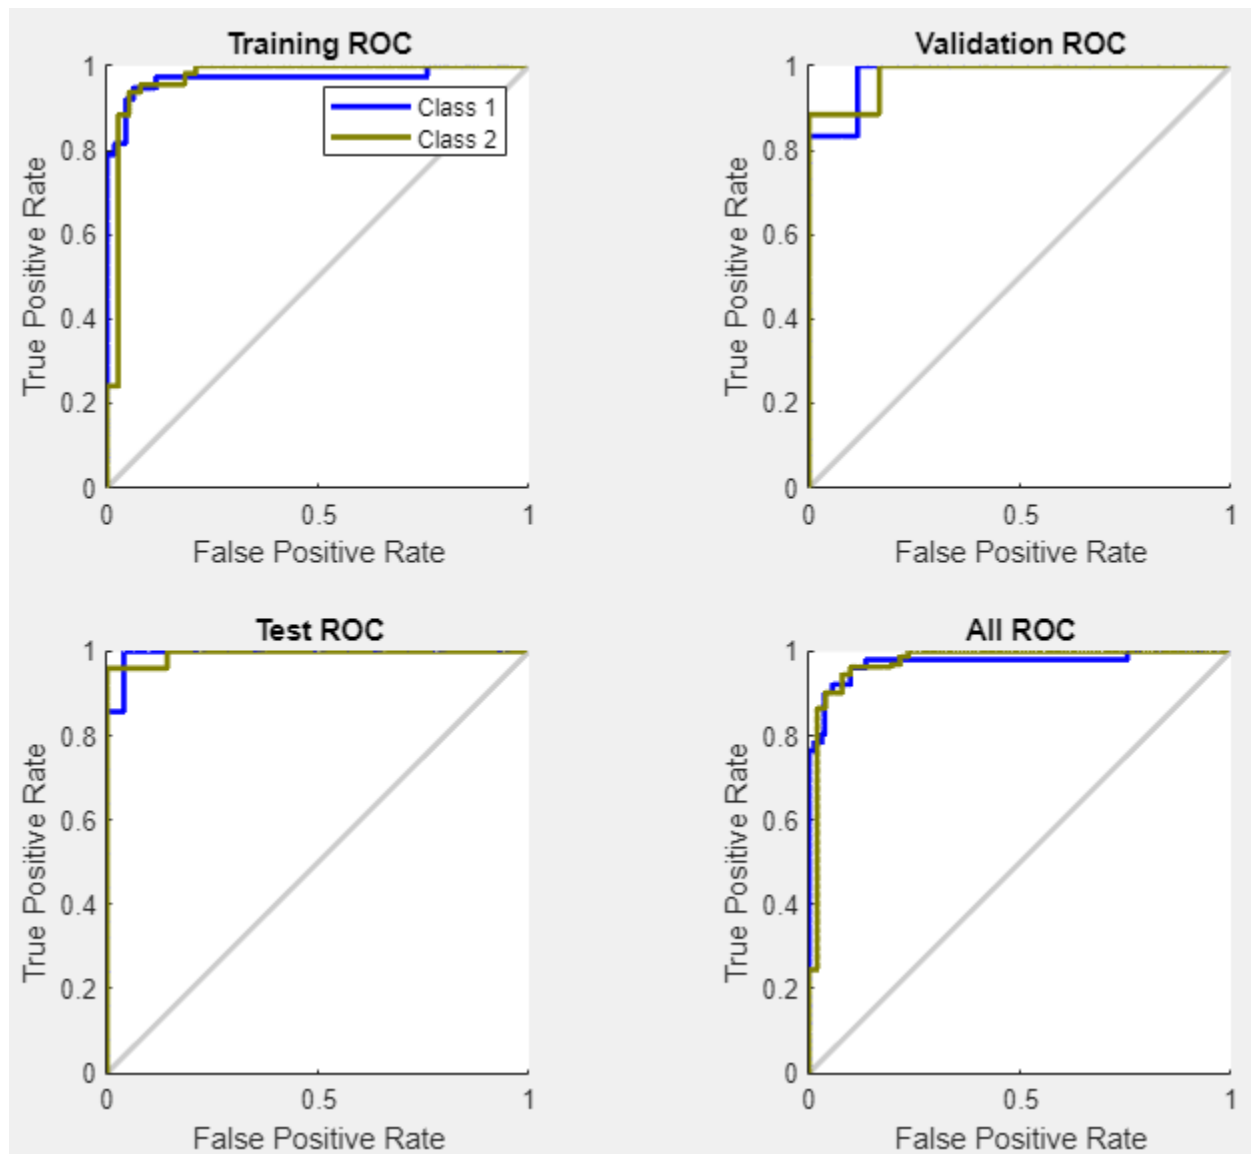 Training ROC
True Positive Rate
1
0.8
0.6
0.4
0.2
0
Class 1
Class 2
0
0.5
1
False Positive Rate
Validation ROC
True Positive Rate
1
0.8
0.6
0.4
0.2
0
0
0.5
1
False Positive Rate
Test ROC
True Positive Rate
1
0.8
0.6
0.4
0.2
0
0
0.5
1
False Positive Rate
All ROC
True Positive Rate
1
0.8
0.6
0.4
0.2
0
0
0.5
1
False Positive Rate